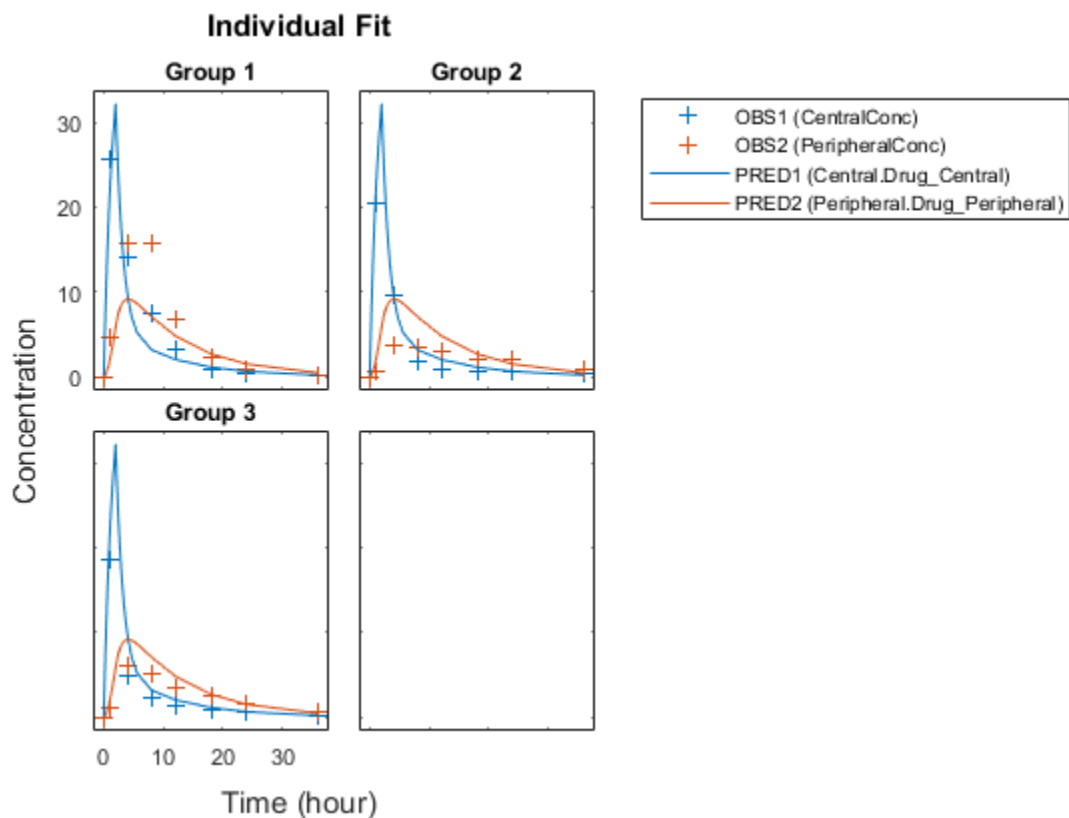 Individual Fit
Group 1
Group 2
OBS1 (CentralConc)
OBS2 (PeripheralConc)
PRED1 (Central.Drug_Central)
PRED2 (Peripheral.Drug_Peripheral)
30
20
10
0
Group 3
Concentration
0 10 20 30
Time (hour)